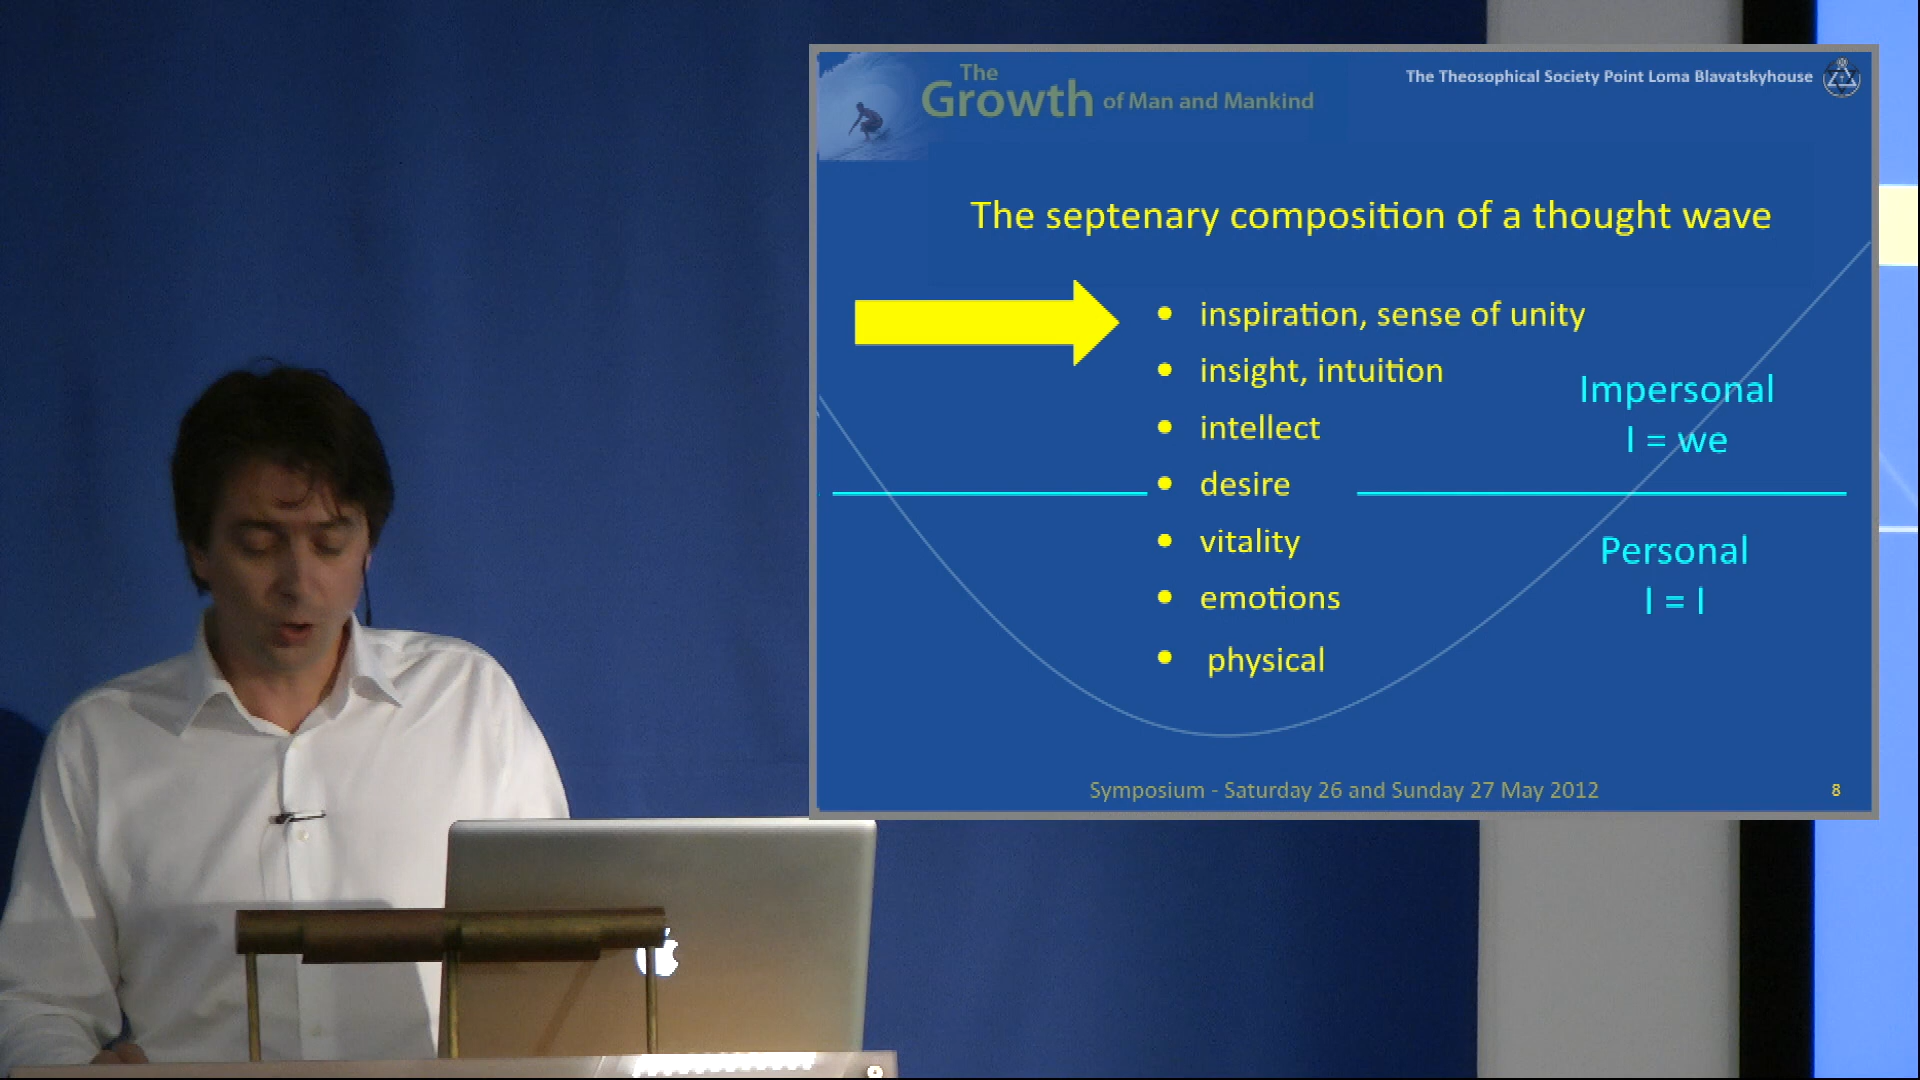 The
Growth of Man and Mankind
The Theosophical Society Point Loma Blavatskyhouse
The septenary composition of a thought wave
• inspiration, sense of unity
• insight, intuition
• intellect
• desire
• vitality
• emotions
• physical
Impersonal
I = we
Personal
I = I
Symposium - Saturday 26 and Sunday 27 May 2012
8